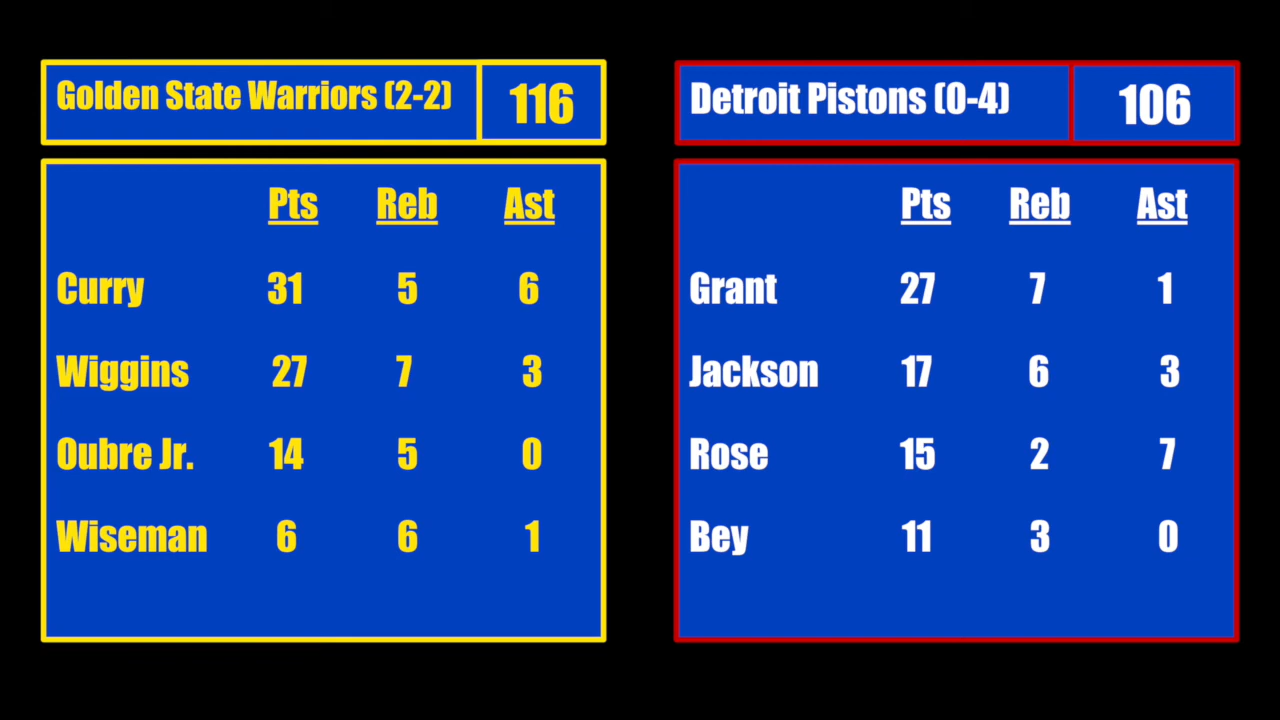 Golden State Warriors (2-2) 116
Pts Reb Ast
Curry 31 5 6
Wiggins 27 7 3
Oubre Jr. 14 5 0
Wiseman 6 6 1
Detroit Pistons (0-4) 106
Pts Reb Ast
Grant 27 7 1
Jackson 17 6 3
Rose 15 2 7
Bey 11 3 0